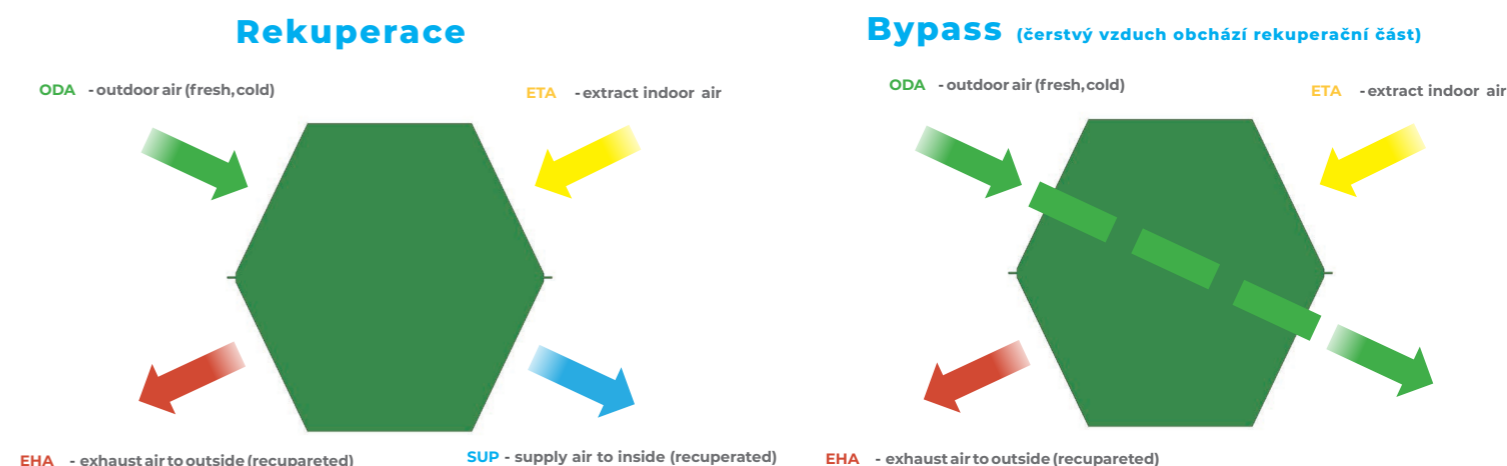 Rekuperace
Bypass (čerstvý vzduch obchází rekuperační část)
ODA - outdoor air (fresh,cold)
ETA - extract indoor air
ODA - outdoor air (fresh,cold)
ETA - extract indoor air
EHA - exhaust air to outside (recupareted)
SUP - supply air to inside (recuperated)
EHA - exhaust air to outside (recupareted)